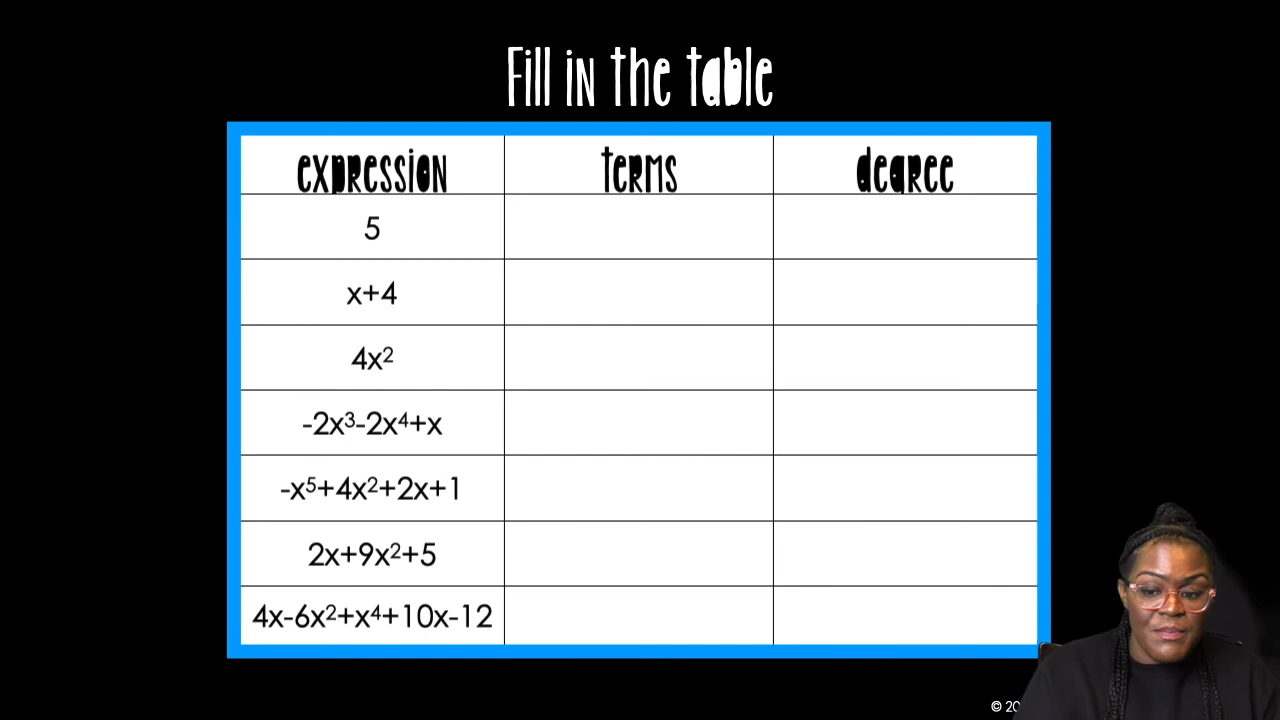 Fill in the table
expression terms degree
5
x+4
4x²
-2x³-2x⁴+x
-x⁵+4x²+2x+1
2x+9x²+5
4x-6x²+x⁴+10x-12
©